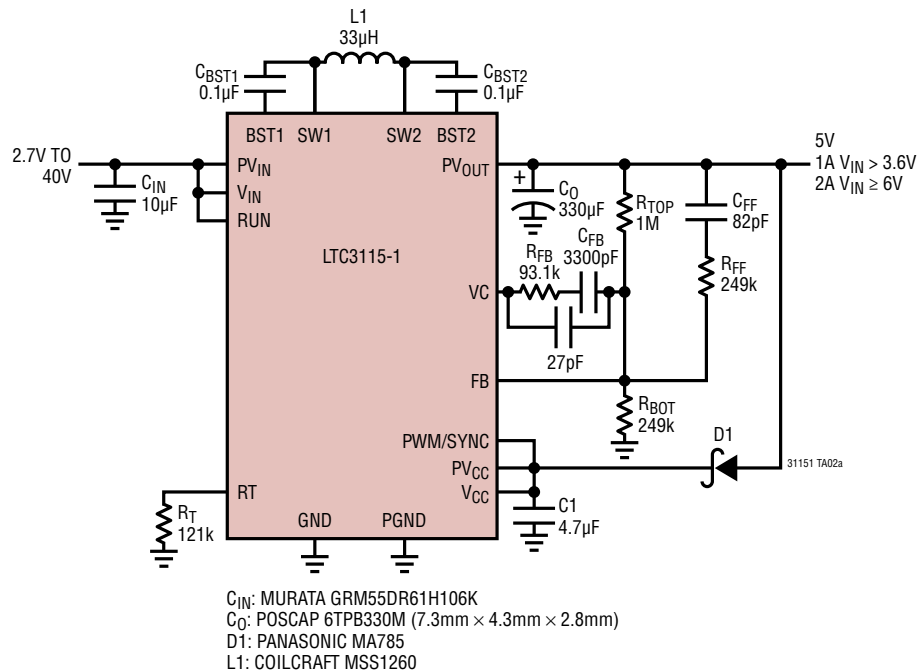 L1
33µH
CBST1
0.1µF
CBST2
0.1µF
BST1 SW1 SW2 BST2
2.7V TO
40V
CIN
10µF
PVIN
VIN
RUN
LTC3115-1
PVOUT
VC
FB
PWM/SYNC
PVCC
VCC
RT
GND PGND
RT
121k
+
CO
330µF
RTOP
1M
CFF
82pF
RFF
249k
RFB
93.1k
CFB
3300pF
27pF
RBOT
249k
D1
C1
4.7µF
5V
1A VIN > 3.6V
2A VIN ≥ 6V
31151 TA02a
CIN: MURATA GRM55DR61H106K
CO: POSCAP 6TPB330M (7.3mm × 4.3mm × 2.8mm)
D1: PANASONIC MA785
L1: COILCRAFT MSS1260